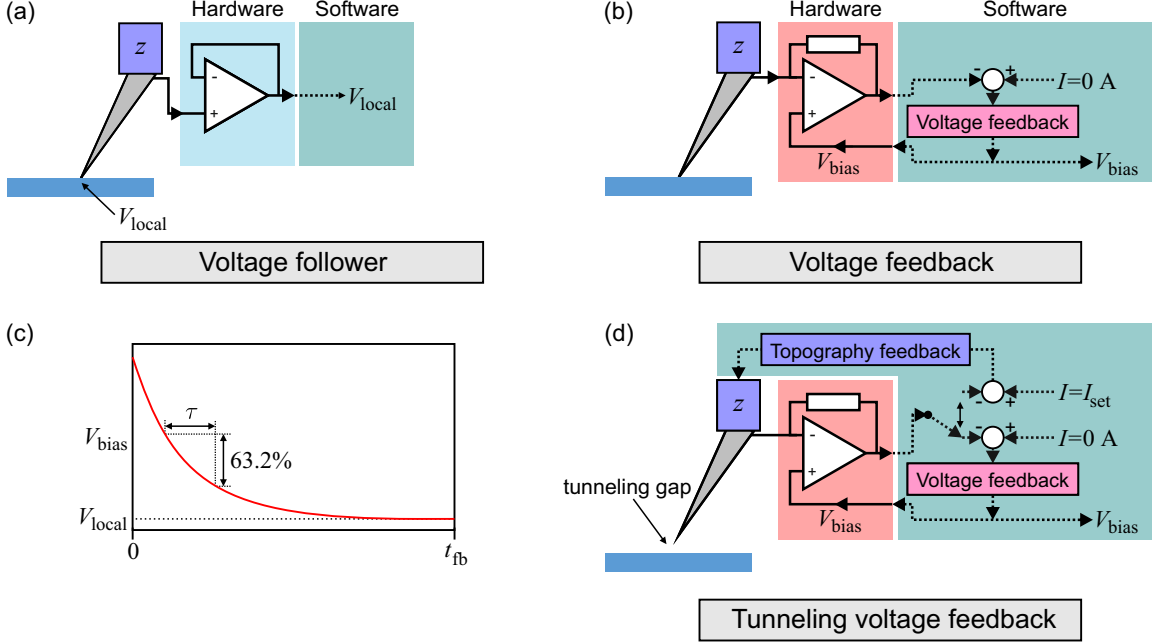 (a)
Hardware Software
z
-
+
V_local
V_local
Voltage follower
(b)
Hardware Software
z
-
+
- +
I=0 A
Voltage feedback
V_bias
V_bias
Voltage feedback
(c)
V_bias
V_local
τ
63.2%
0
t_fb
(d)
Topography feedback
z
-
+
- +
I=I_set
- +
I=0 A
Voltage feedback
V_bias
V_bias
tunneling gap
Tunneling voltage feedback